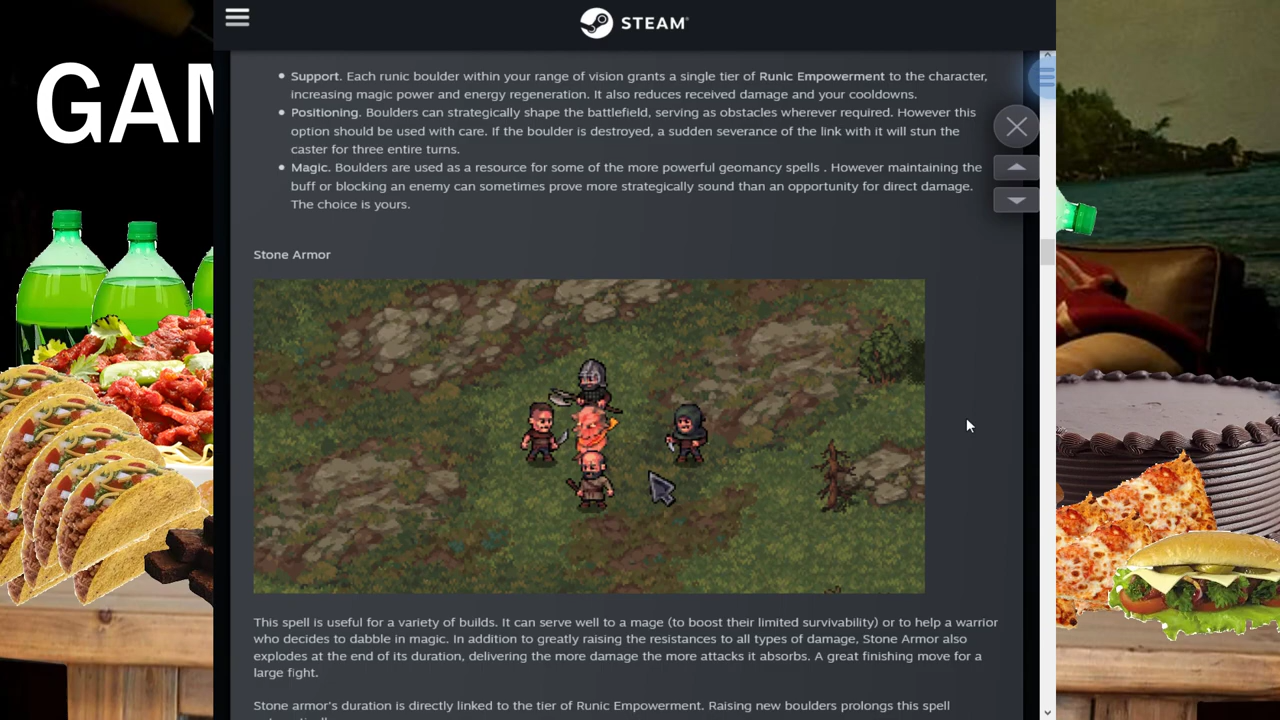 STEAM®
GAM
• Support. Each runic boulder within your range of vision grants a single tier of Runic Empowerment to the character,
increasing magic power and energy regeneration. It also reduces received damage and your cooldowns.
• Positioning. Boulders can strategically shape the battlefield, serving as obstacles wherever required. However this
option should be used with care. If the boulder is destroyed, a sudden severance of the link with it will stun the
caster for three entire turns.
• Magic. Boulders are used as a resource for some of the more powerful geomancy spells . However maintaining the
buff or blocking an enemy can sometimes prove more strategically sound than an opportunity for direct damage.
The choice is yours.
Stone Armor
This spell is useful for a variety of builds. It can serve well to a mage (to boost their limited survivability) or to help a warrior
who decides to dabble in magic. In addition to greatly raising the resistances to all types of damage, Stone Armor also
explodes at the end of its duration, delivering the more damage the more attacks it absorbs. A great finishing move for a
large fight.
Stone armor's duration is directly linked to the tier of Runic Empowerment. Raising new boulders prolongs this spell